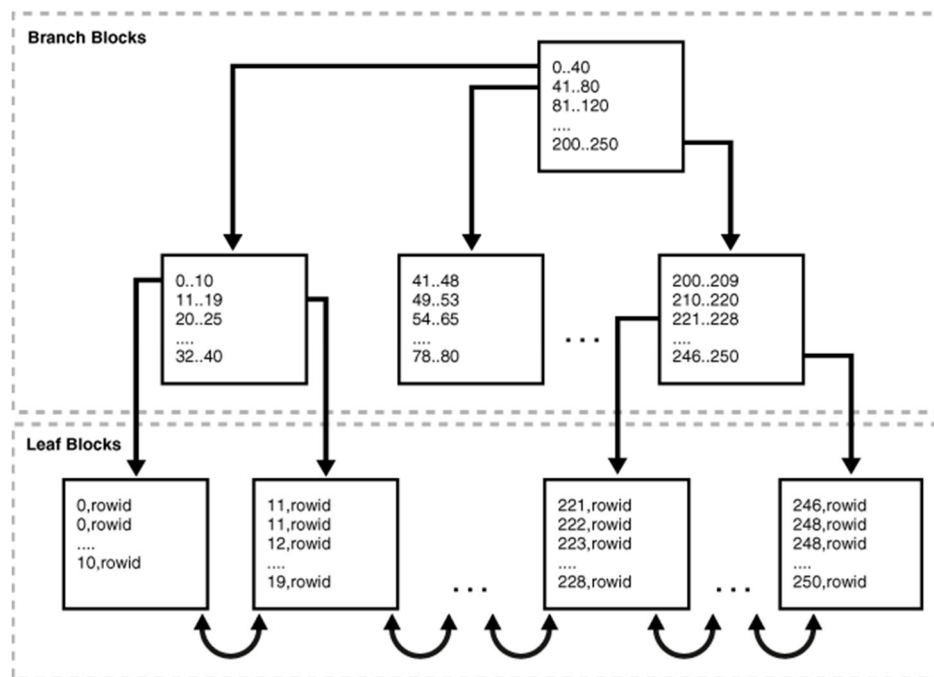 Branch Blocks
0..40
41..80
81..120
....
200..250
0..10
11..19
20..25
....
32..40
41..48
49..53
54..65
....
78..80
...
200..209
210..220
221..228
....
246..250
Leaf Blocks
0,rowid
0,rowid
....
10,rowid
11,rowid
11,rowid
12,rowid
....
19,rowid
...
221,rowid
222,rowid
223,rowid
....
228,rowid
...
246,rowid
248,rowid
248,rowid
....
250,rowid